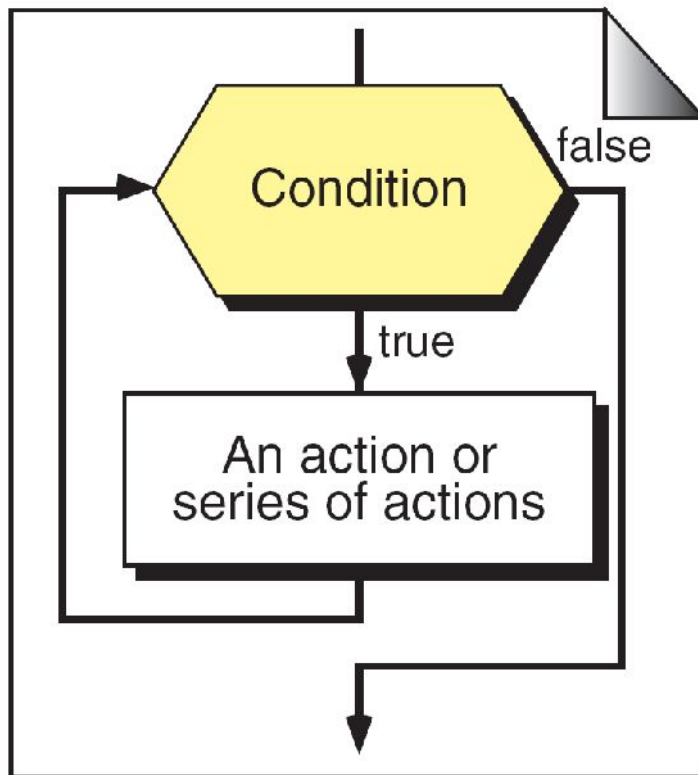 Condition
false
true
An action or
series of actions